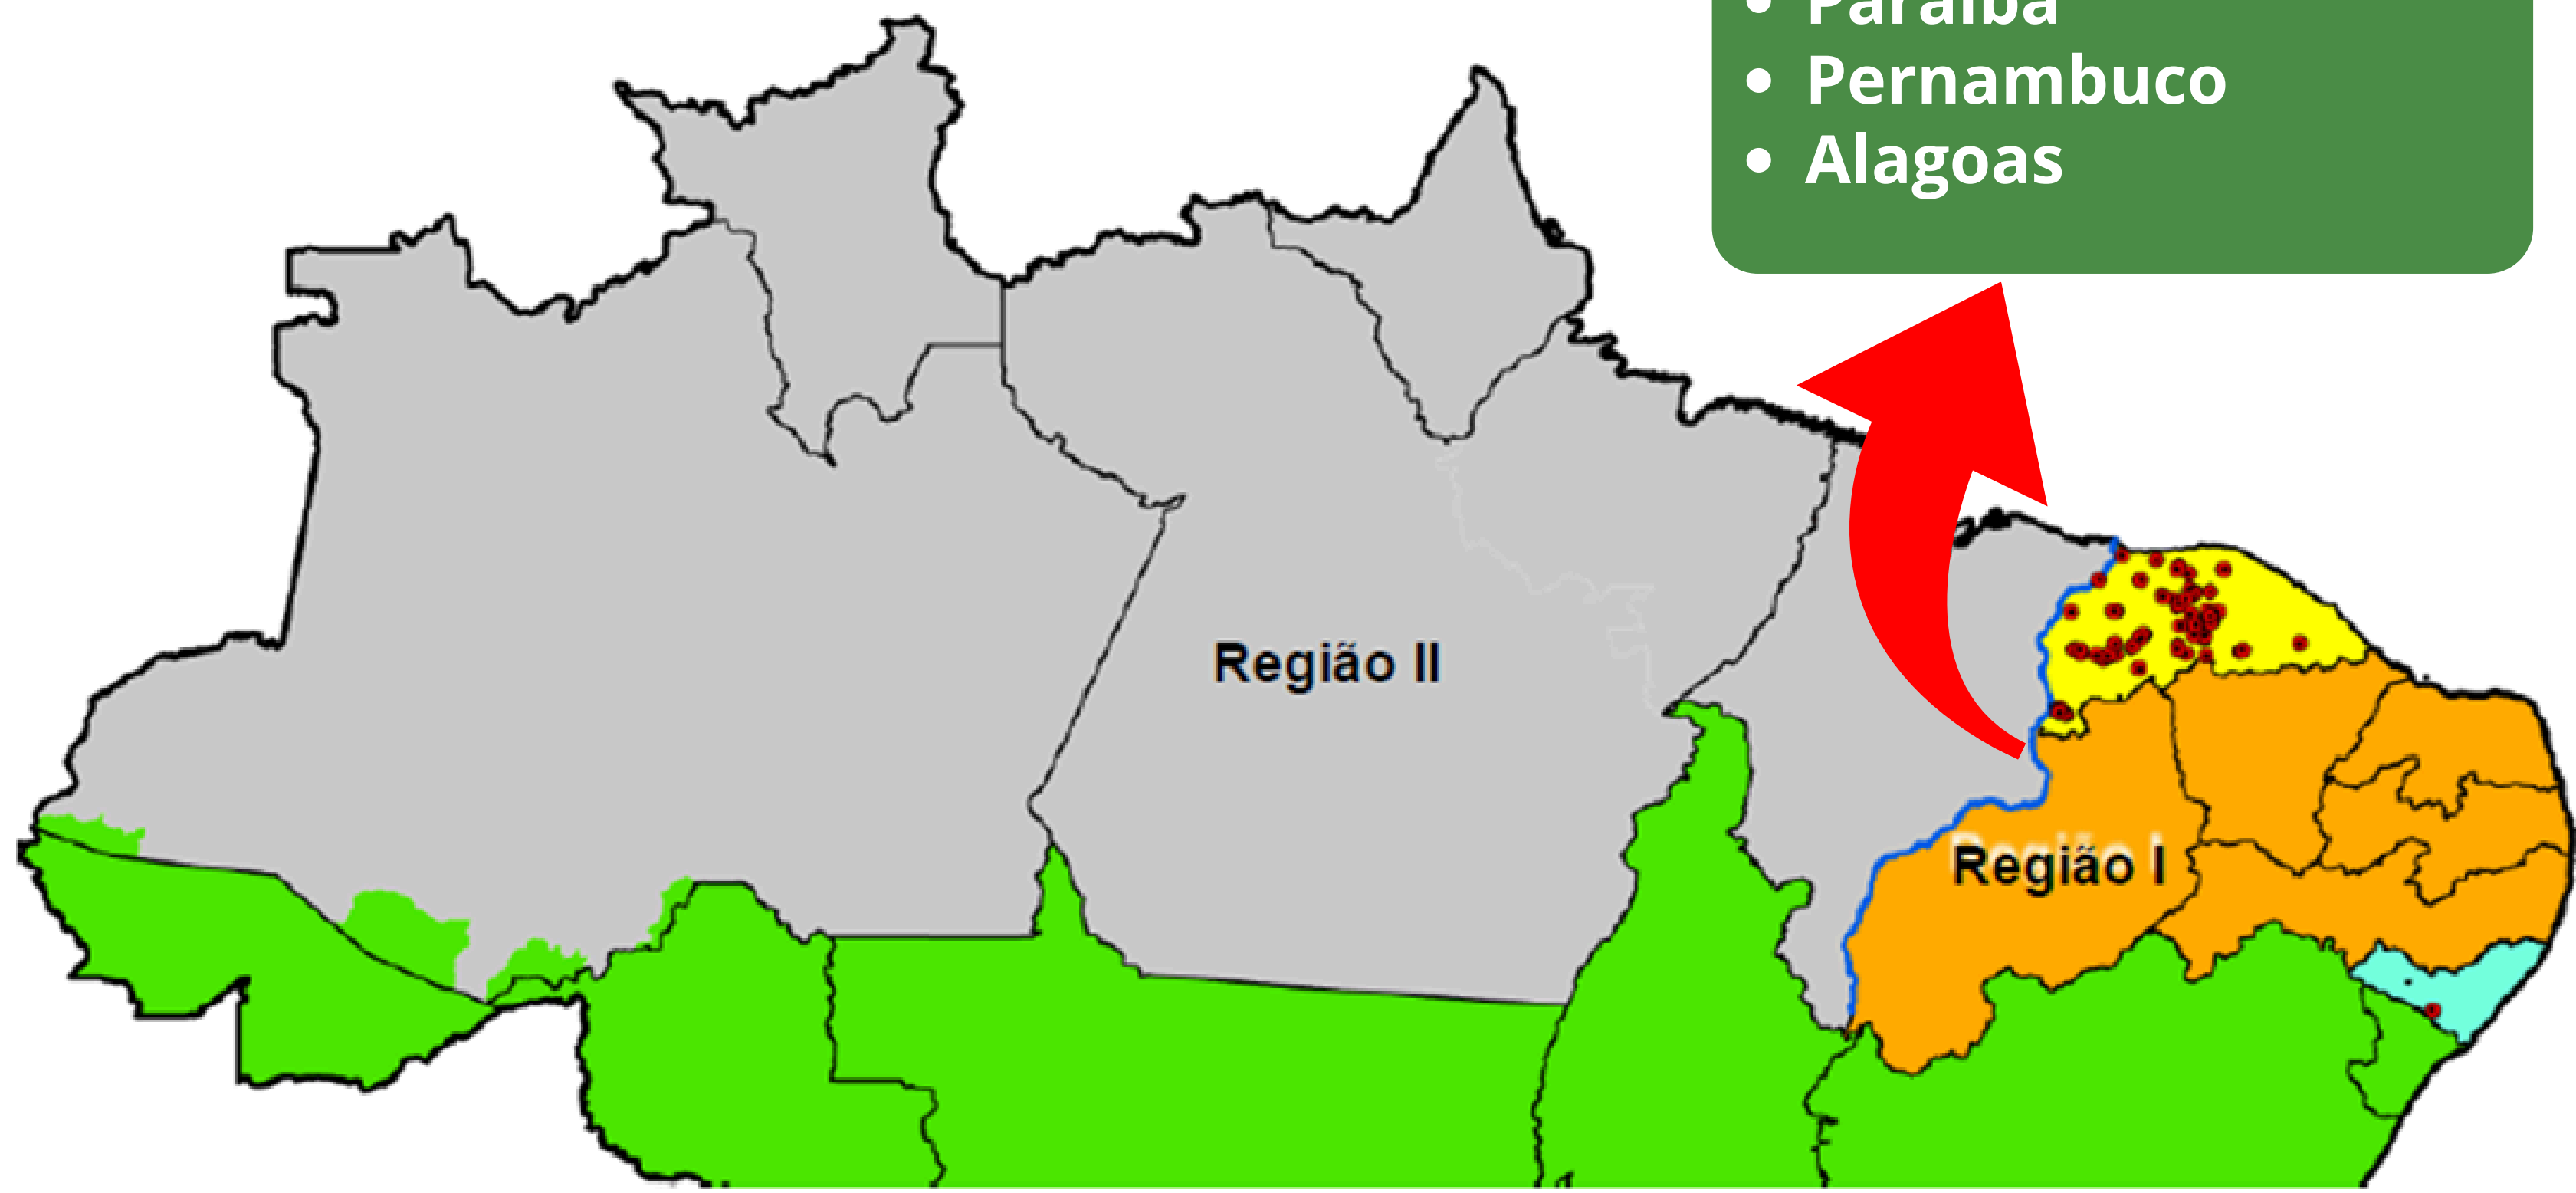 • Paraíba
• Pernambuco
• Alagoas
Região II
Região I